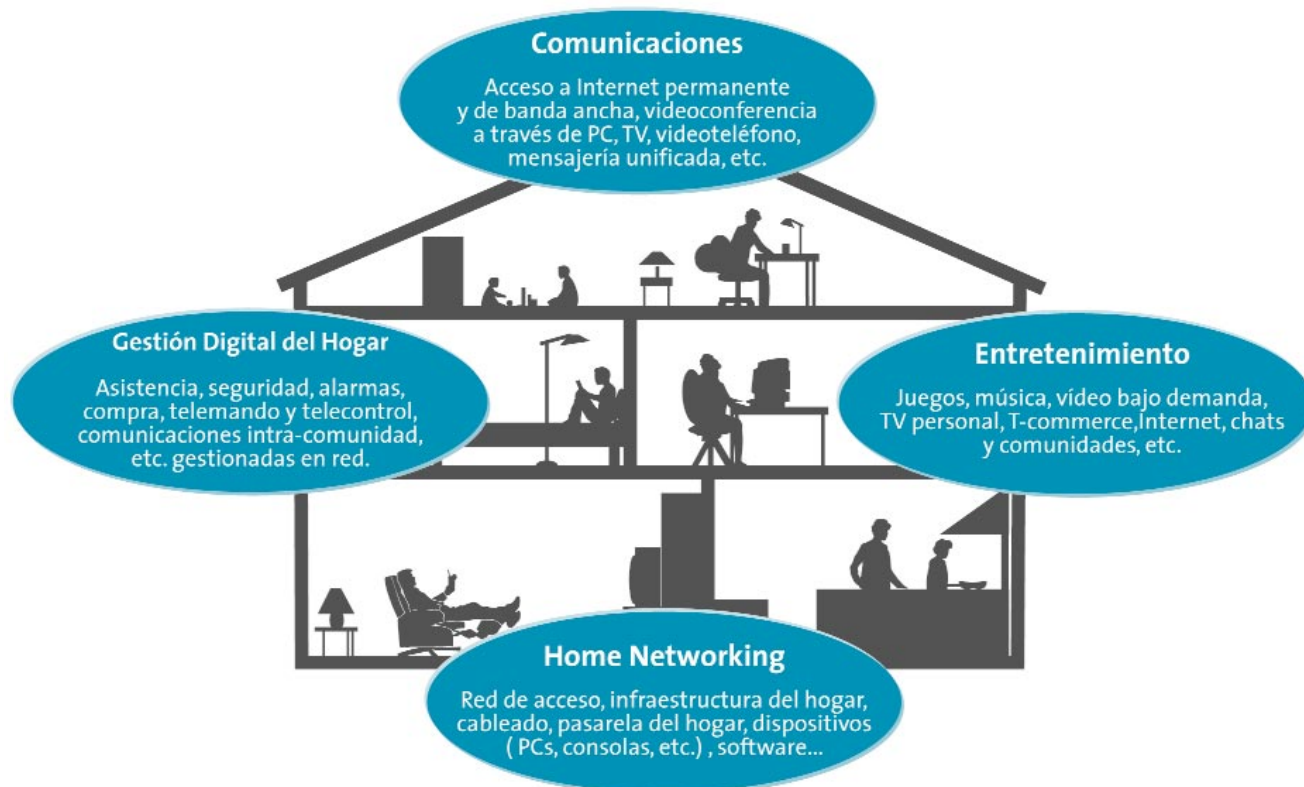 Comunicaciones
Acceso a Internet permanente
y de banda ancha, videoconferencia
a través de PC, TV, videoteléfono,
mensajería unificada, etc.
Gestión Digital del Hogar
Asistencia, seguridad, alarmas,
compra, telemando y telecontrol,
comunicaciones intra-comunidad,
etc. gestionadas en red.
Entretenimiento
Juegos, música, vídeo bajo demanda,
TV personal, T-commerce,Internet, chats
y comunidades, etc.
Home Networking
Red de acceso, infraestructura del hogar,
cableado, pasarela del hogar, dispositivos
( PCs, consolas, etc.) , software...